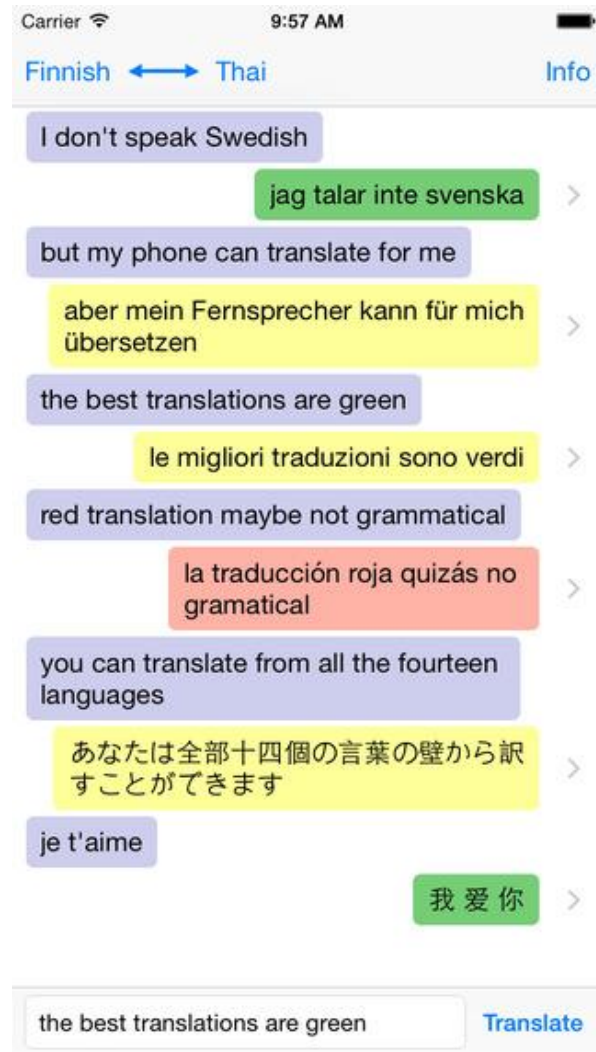 Carrier 9:57 AM
Finnish ⟷ Thai Info
I don't speak Swedish
jag talar inte svenska
but my phone can translate for me
aber mein Fernsprecher kann für mich
übersetzen
the best translations are green
le migliori traduzioni sono verdi
red translation maybe not grammatical
la traducción roja quizás no
gramatical
you can translate from all the fourteen
languages
あなたは全部十四個の言葉の壁から訳
すことができます
je t'aime
我 爱 你
the best translations are green Translate